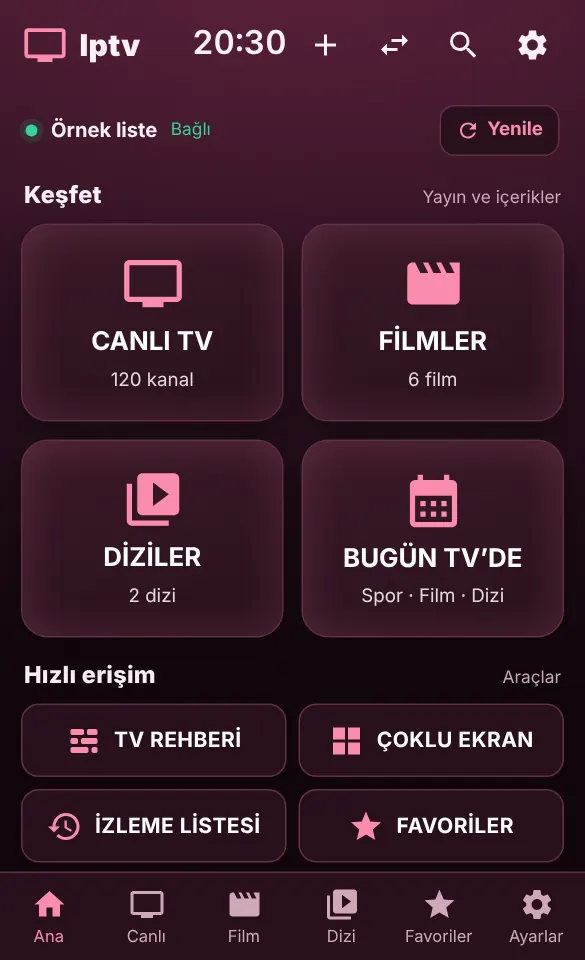 Iptv 20:30
Örnek liste Bağlı Yenile
Keşfet Yayın ve içerikler
CANLI TV
120 kanal
FİLMLER
6 film
DİZİLER
2 dizi
BUGÜN TV’DE
Spor · Film · Dizi
Hızlı erişim Araçlar
TV REHBERİ
ÇOKLU EKRAN
İZLEME LİSTESİ
FAVORİLER
Ana Canlı Film Dizi Favoriler Ayarlar